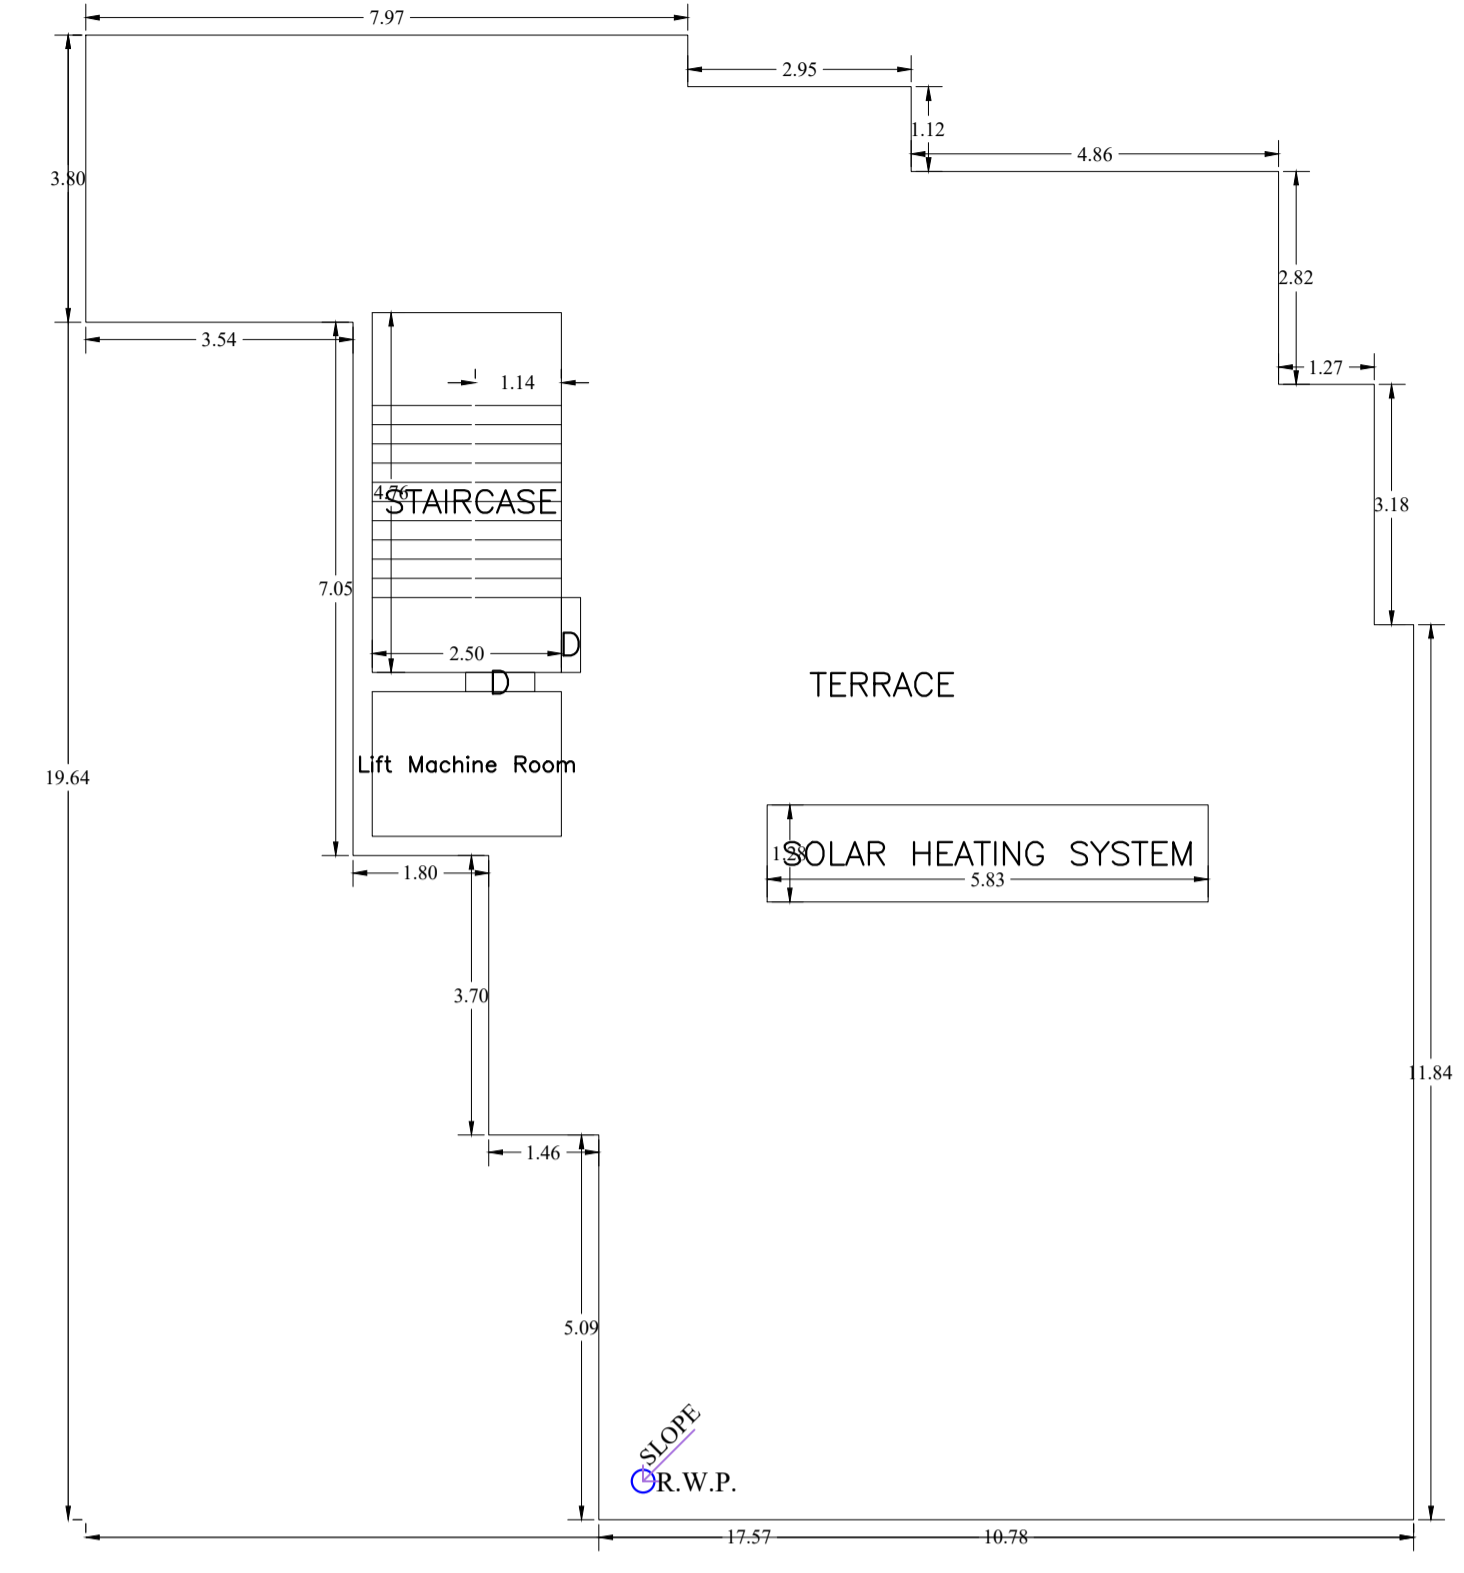 7.97
2.95
1.12
4.86
3.80
2.82
3.54
1.27
1.14
4.76
STAIRCASE
3.18
7.05
D
2.50
D
TERRACE
Lift Machine Room
19.64
1.28
SOLAR HEATING SYSTEM
5.83
1.80
3.70
11.84
1.46
5.09
SLOPE
R.W.P.
17.57
10.78